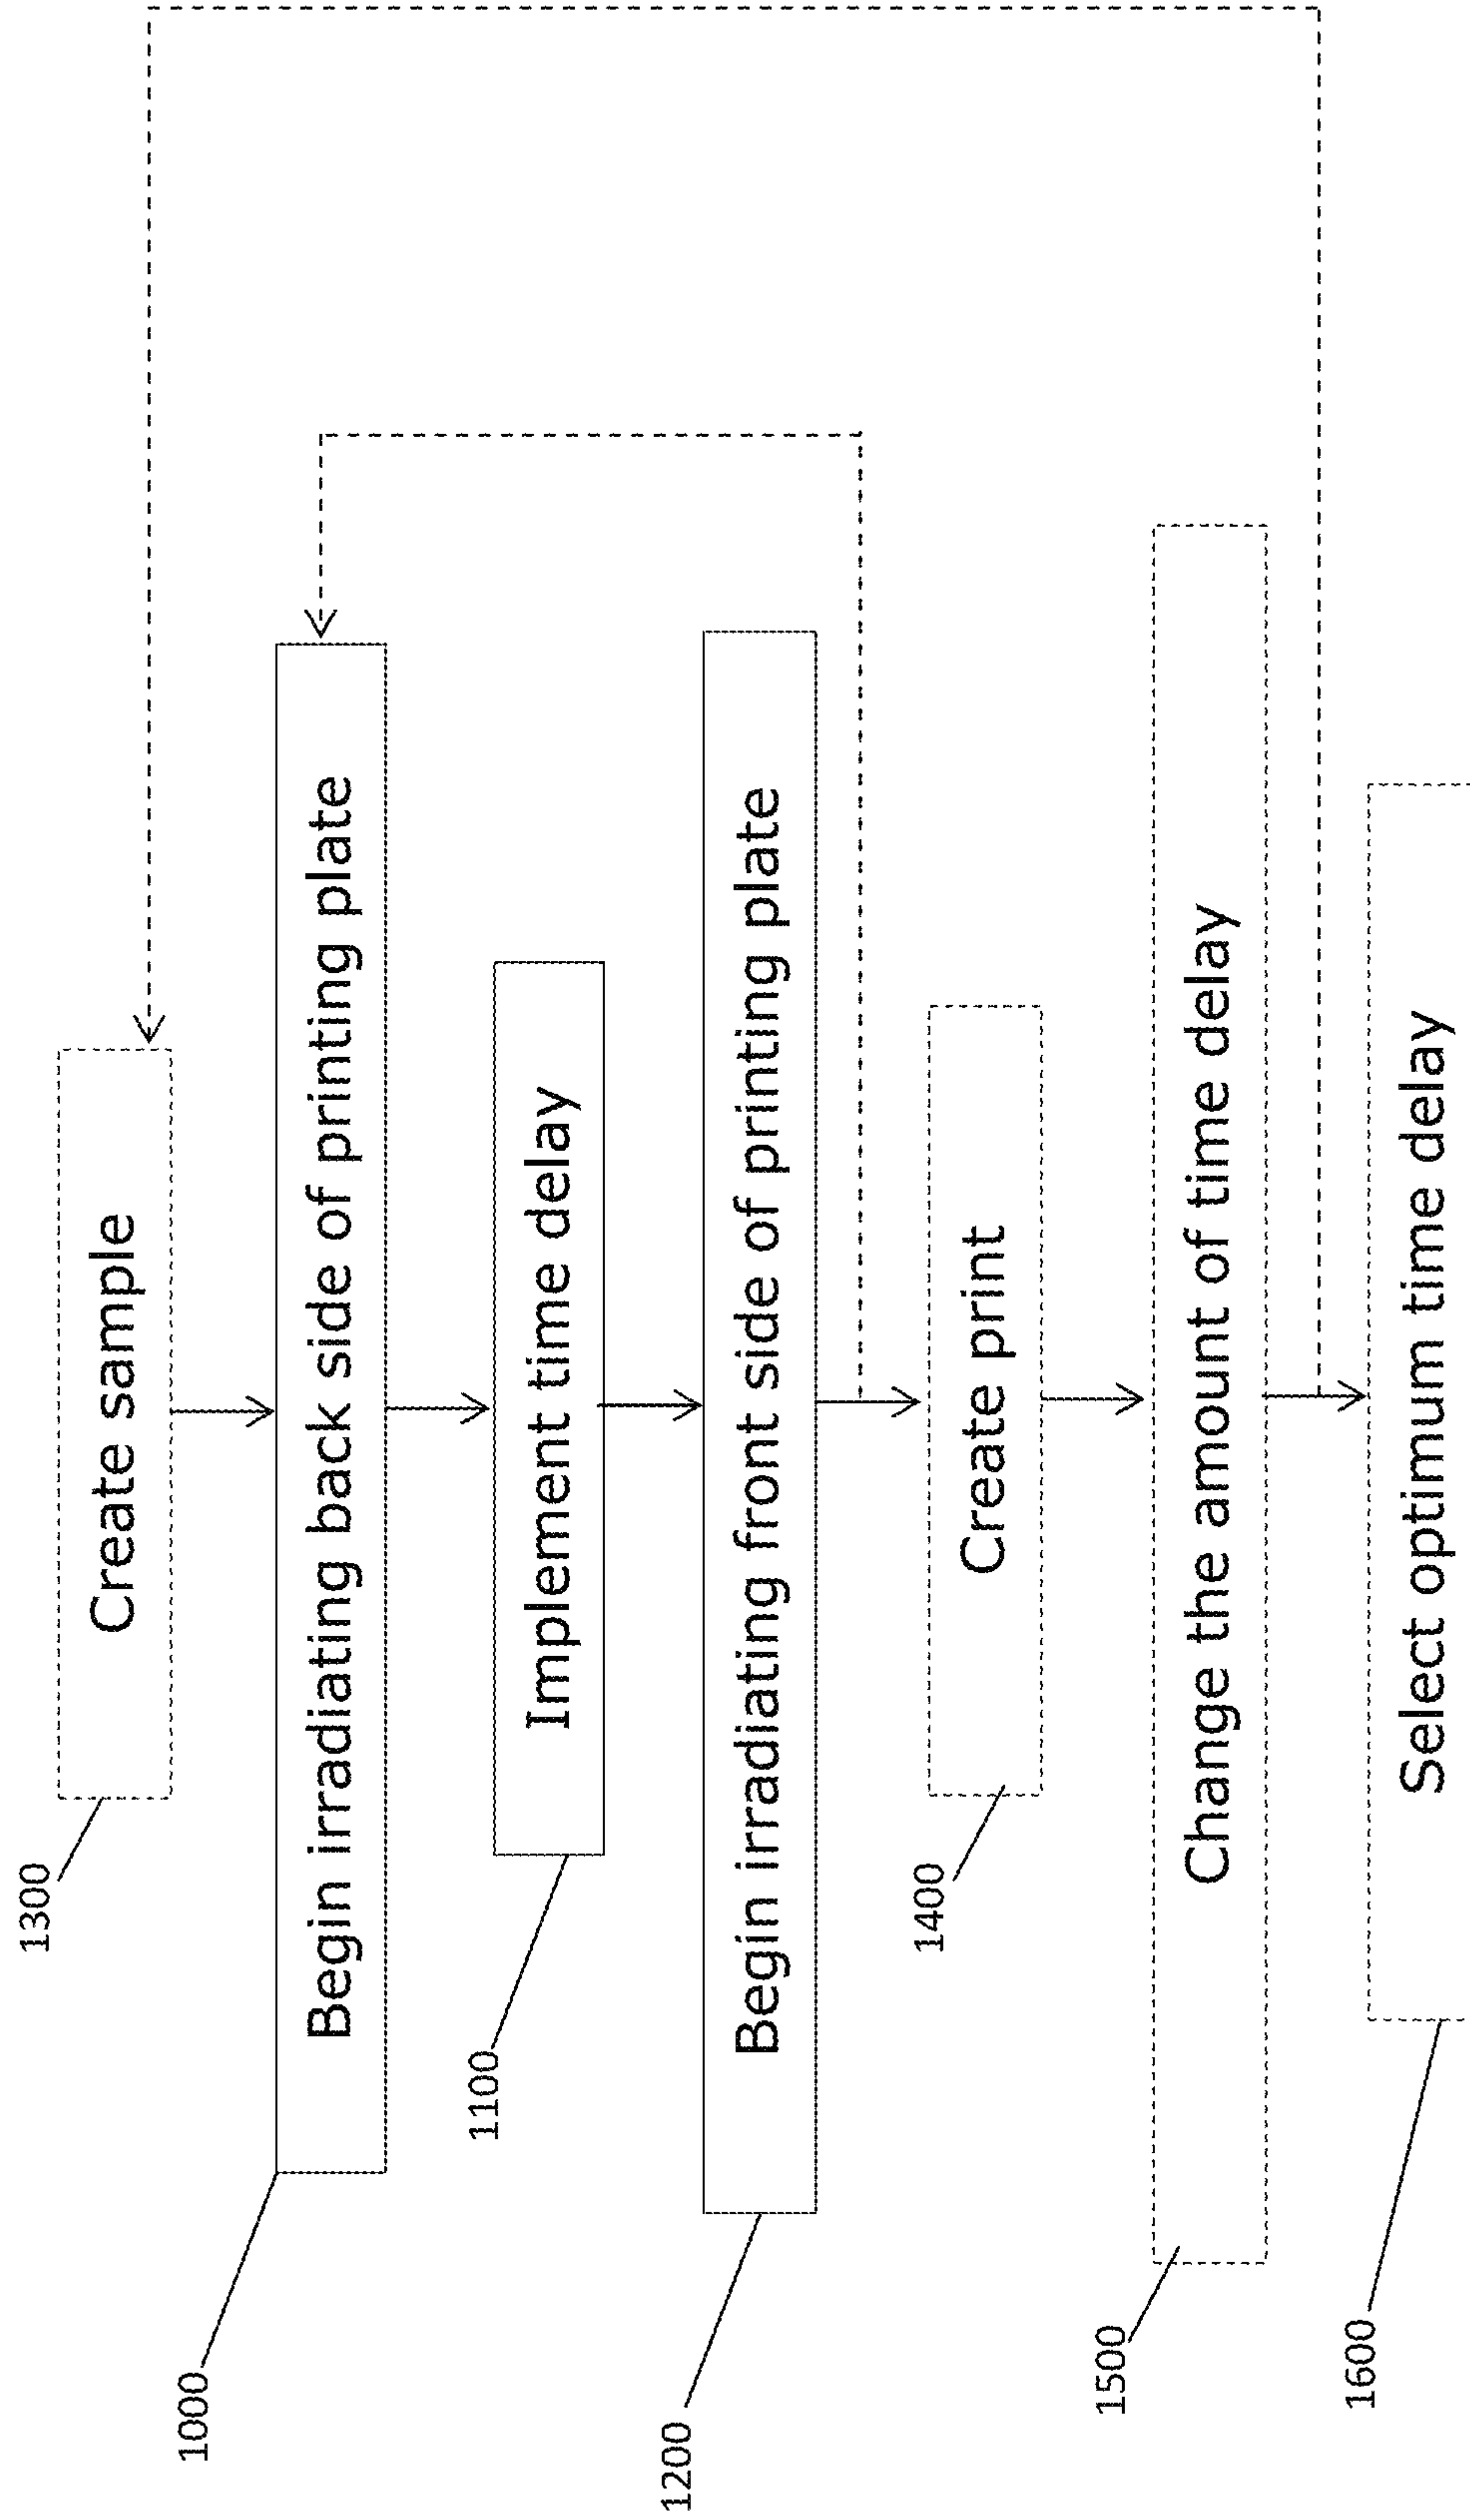 1300
Create sample
1000
Begin irradiating back side of printing plate
1100
Implement time delay
1200
Begin irradiating front side of printing plate
1400
Create print
1500
Change the amount of time delay
1600
Select optimum time delay